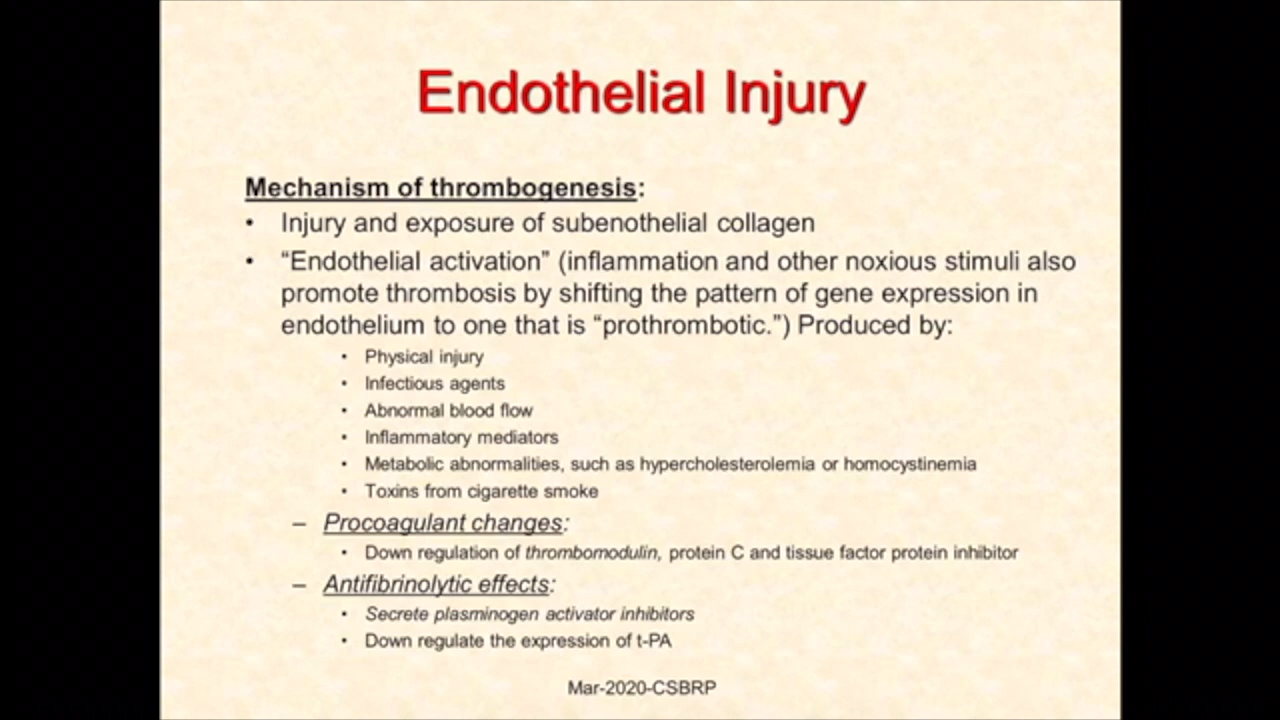 Endothelial Injury
Mechanism of thrombogenesis:
• Injury and exposure of subenothelial collagen
• “Endothelial activation” (inflammation and other noxious stimuli also
promote thrombosis by shifting the pattern of gene expression in
endothelium to one that is “prothrombotic.”) Produced by:
• Physical injury
• Infectious agents
• Abnormal blood flow
• Inflammatory mediators
• Metabolic abnormalities, such as hypercholesterolemia or homocystinemia
• Toxins from cigarette smoke
– Procoagulant changes:
• Down regulation of thrombomodulin, protein C and tissue factor protein inhibitor
– Antifibrinolytic effects:
• Secrete plasminogen activator inhibitors
• Down regulate the expression of t-PA
Mar-2020-CSBRP